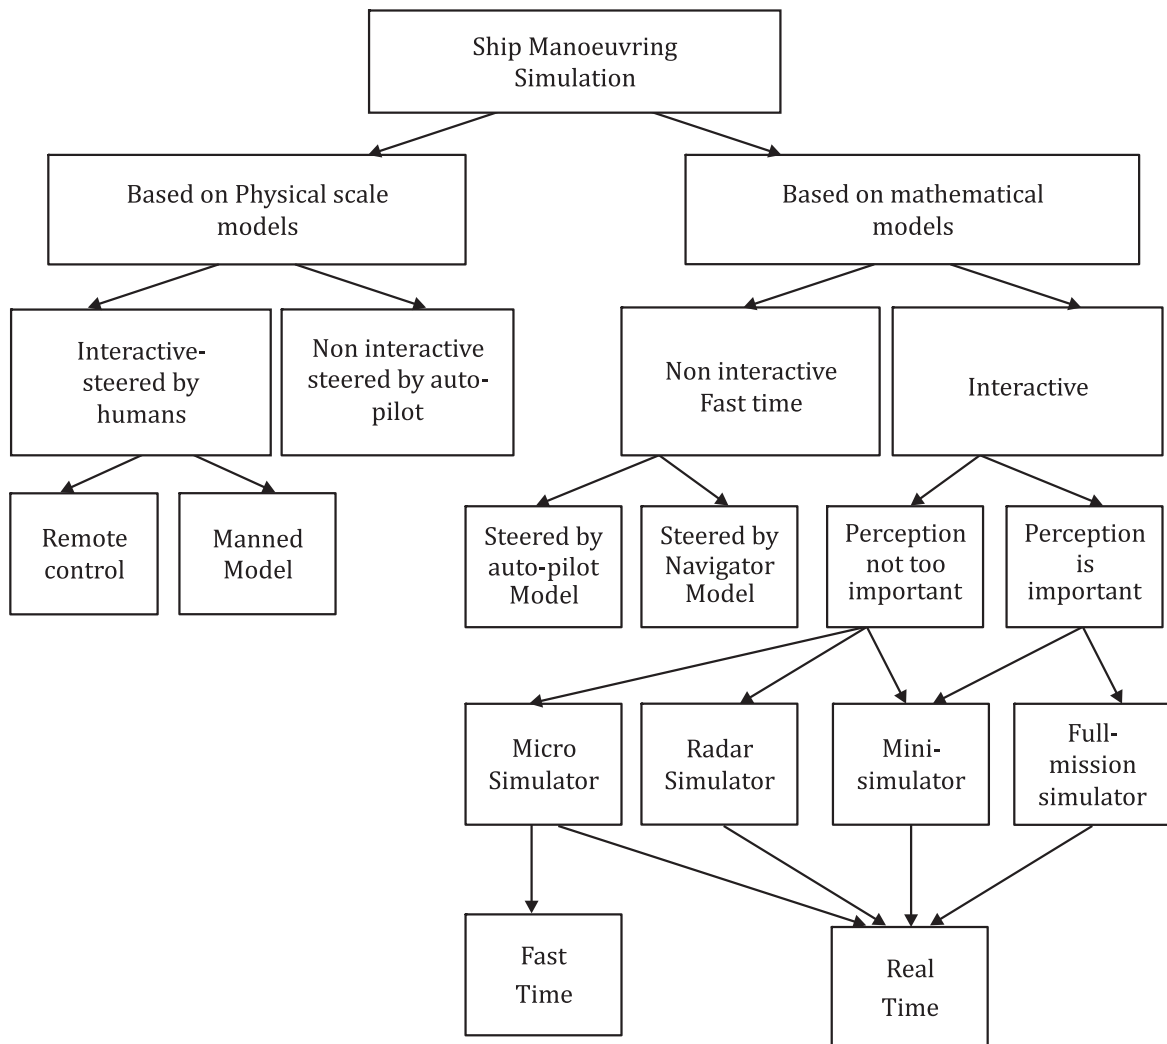 Ship Manoeuvring
Simulation
Based on Physical scale
models
Based on mathematical
models
Interactive-
steered by
humans
Non interactive
steered by auto-
pilot
Non interactive
Fast time
Interactive
Remote
control
Manned
Model
Steered by
auto-pilot
Model
Steered by
Navigator
Model
Perception
not too
important
Perception
is
important
Micro
Simulator
Radar
Simulator
Mini-
simulator
Full-
mission
simulator
Fast
Time
Real
Time